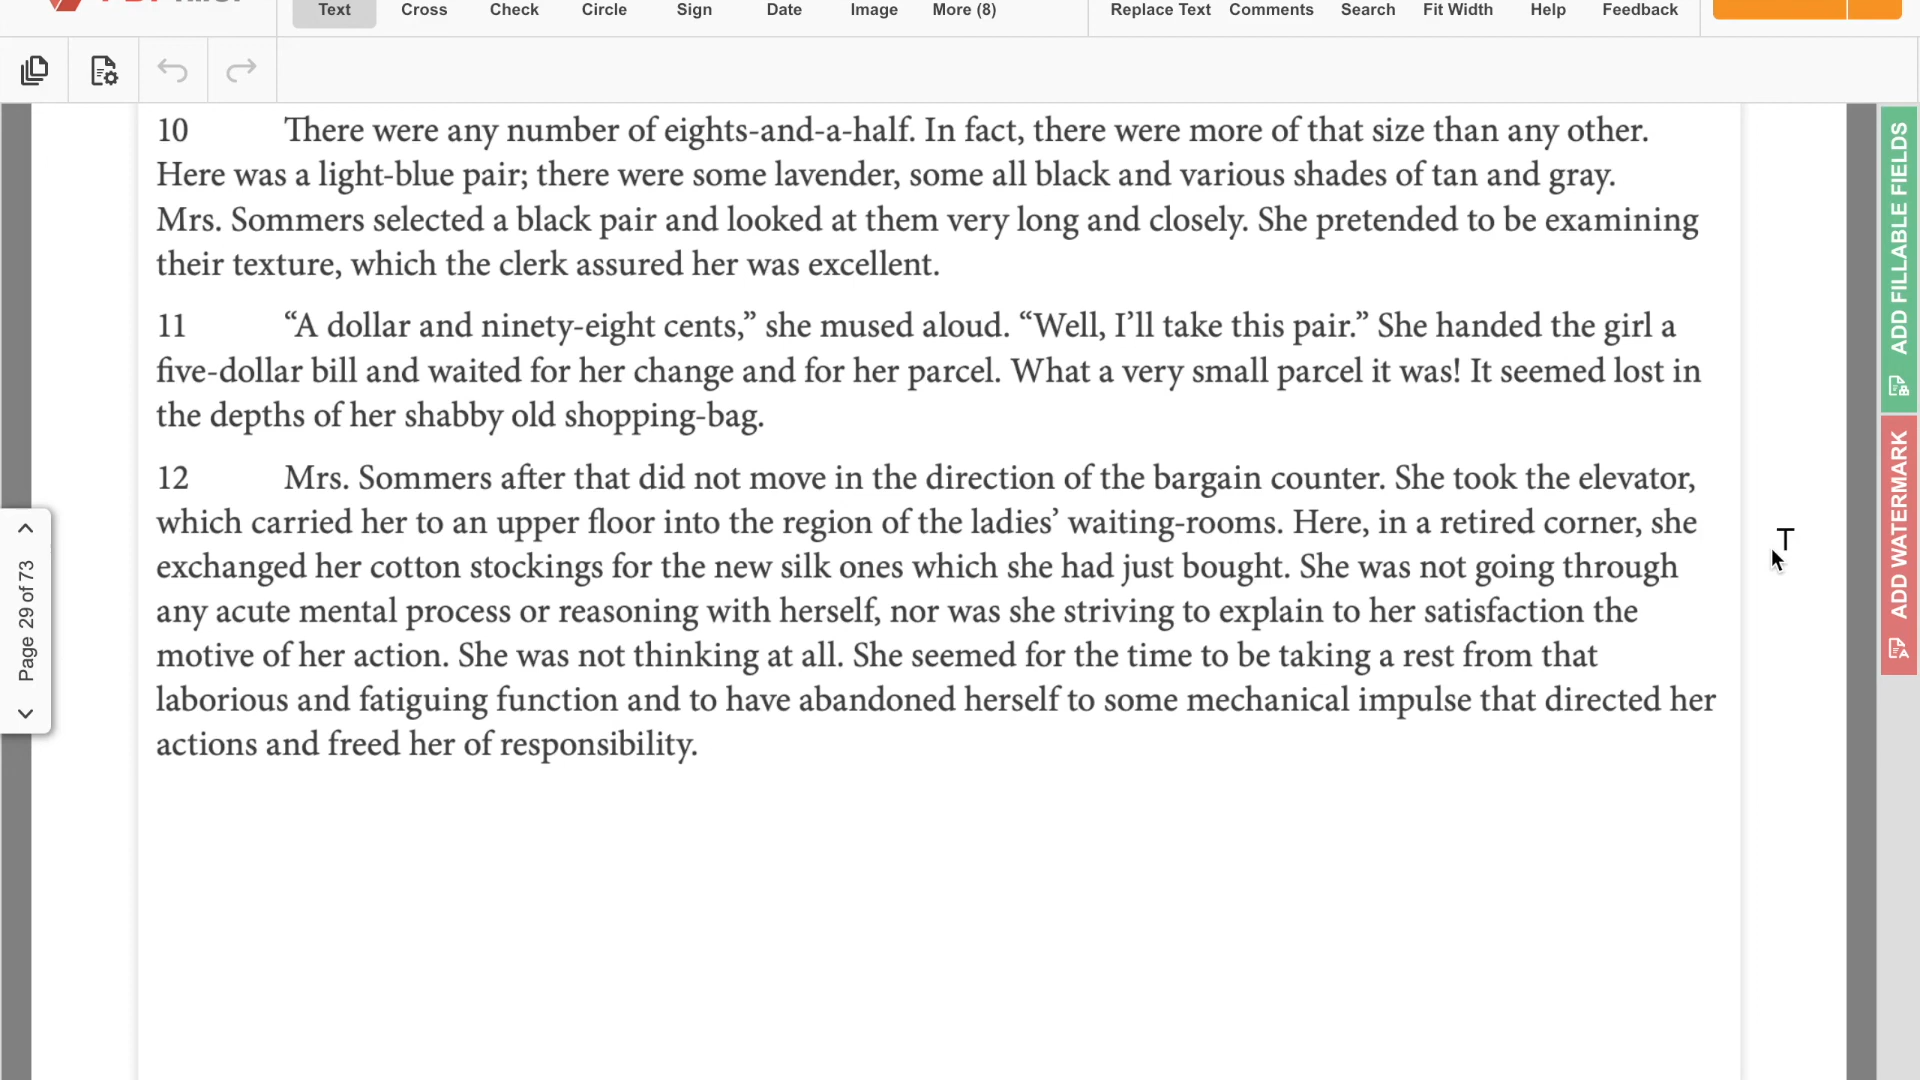 Text Cross Check Circle Sign Date Image More (8) Replace Text Comments Search Fit Width Help Feedback
10 There were any number of eights-and-a-half. In fact, there were more of that size than any other.
Here was a light-blue pair; there were some lavender, some all black and various shades of tan and gray.
Mrs. Sommers selected a black pair and looked at them very long and closely. She pretended to be examining
their texture, which the clerk assured her was excellent.
11 “A dollar and ninety-eight cents,” she mused aloud. “Well, I’ll take this pair.” She handed the girl a
five-dollar bill and waited for her change and for her parcel. What a very small parcel it was! It seemed lost in
the depths of her shabby old shopping-bag.
12 Mrs. Sommers after that did not move in the direction of the bargain counter. She took the elevator,
which carried her to an upper floor into the region of the ladies’ waiting-rooms. Here, in a retired corner, she
exchanged her cotton stockings for the new silk ones which she had just bought. She was not going through
any acute mental process or reasoning with herself, nor was she striving to explain to her satisfaction the
motive of her action. She was not thinking at all. She seemed for the time to be taking a rest from that
laborious and fatiguing function and to have abandoned herself to some mechanical impulse that directed her
actions and freed her of responsibility.
Page 29 of 73
ADD FILLABLE FIELDS
ADD WATERMARK
T